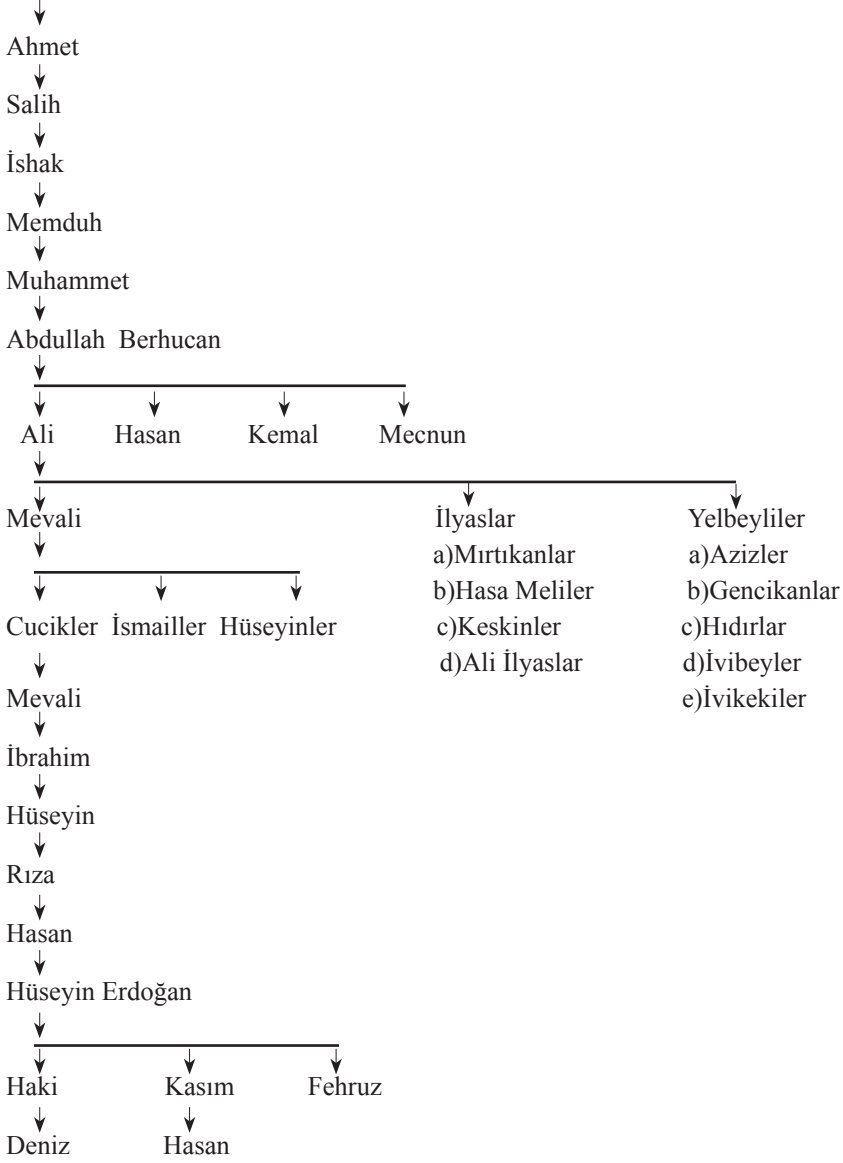 Ahmet
Salih
İshak
Memduh
Muhammet
Abdullah Berhucan
Ali Hasan Kemal Mecnun
Mevali İlyaslar Yelbeyliler
a)Mırtıkanlar a)Azizler
b)Hasa Meliler b)Gencikanlar
Cucikler İsmailler Hüseyinler c)Keskinler c)Hıdırlar
d)Ali İlyaslar d)İvibeyler
Mevali e)İvikekiler
İbrahim
Hüseyin
Rıza
Hasan
Hüseyin Erdoğan
Haki Kasım Fehruz
Deniz Hasan